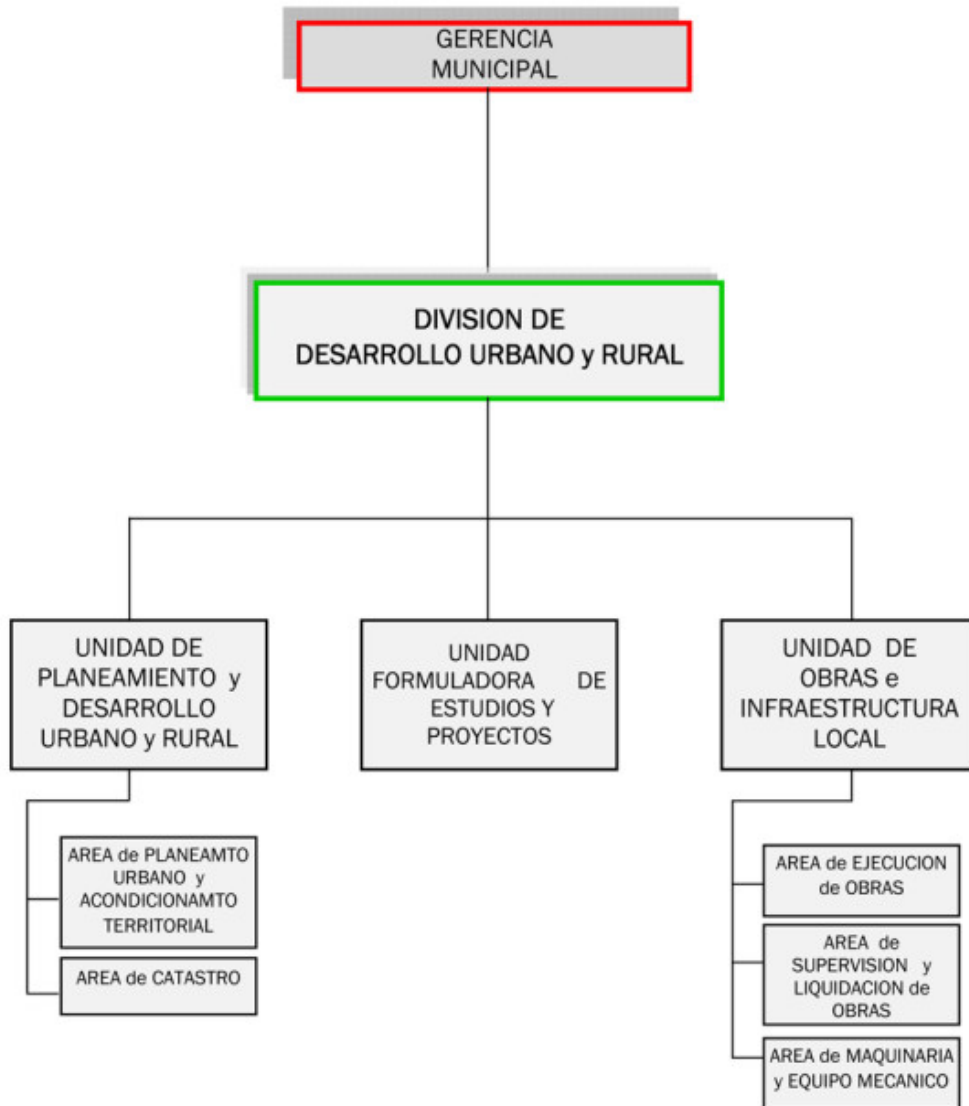 GERENCIA
MUNICIPAL
DIVISION DE
DESARROLLO URBANO y RURAL
UNIDAD DE
PLANEAMIENTO y
DESARROLLO
URBANO y RURAL
UNIDAD
FORMULADORA DE
ESTUDIOS Y
PROYECTOS
UNIDAD DE
OBRAS e
INFRAESTRUCTURA
LOCAL
AREA de PLANEAMTO
URBANO y
ACONDICIONAMTO
TERRITORIAL
AREA de CATASTRO
AREA de EJECUCION
de OBRAS
AREA de
SUPERVISION y
LIQUIDACION de
OBRAS
AREA de MAQUINARIA
y EQUIPO MECANICO